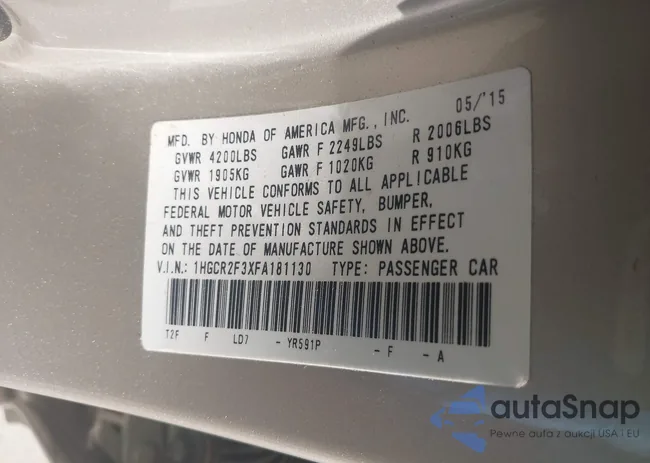 MFD. BY HONDA OF AMERICA MFG., INC. 05/'15
GVWR 4200LBS GAWR F 2249LBS R 2006LBS
GVWR 1905KG GAWR F 1020KG R 910KG
THIS VEHICLE CONFORMS TO ALL APPLICABLE
FEDERAL MOTOR VEHICLE SAFETY, BUMPER,
AND THEFT PREVENTION STANDARDS IN EFFECT
ON THE DATE OF MANUFACTURE SHOWN ABOVE.
V.I.N.: 1HGCR2F3XFA181130 TYPE: PASSENGER CAR
T2F F LD7 - YR591P - F - A
autaSnap
Pewne auta z aukcji USA i EU